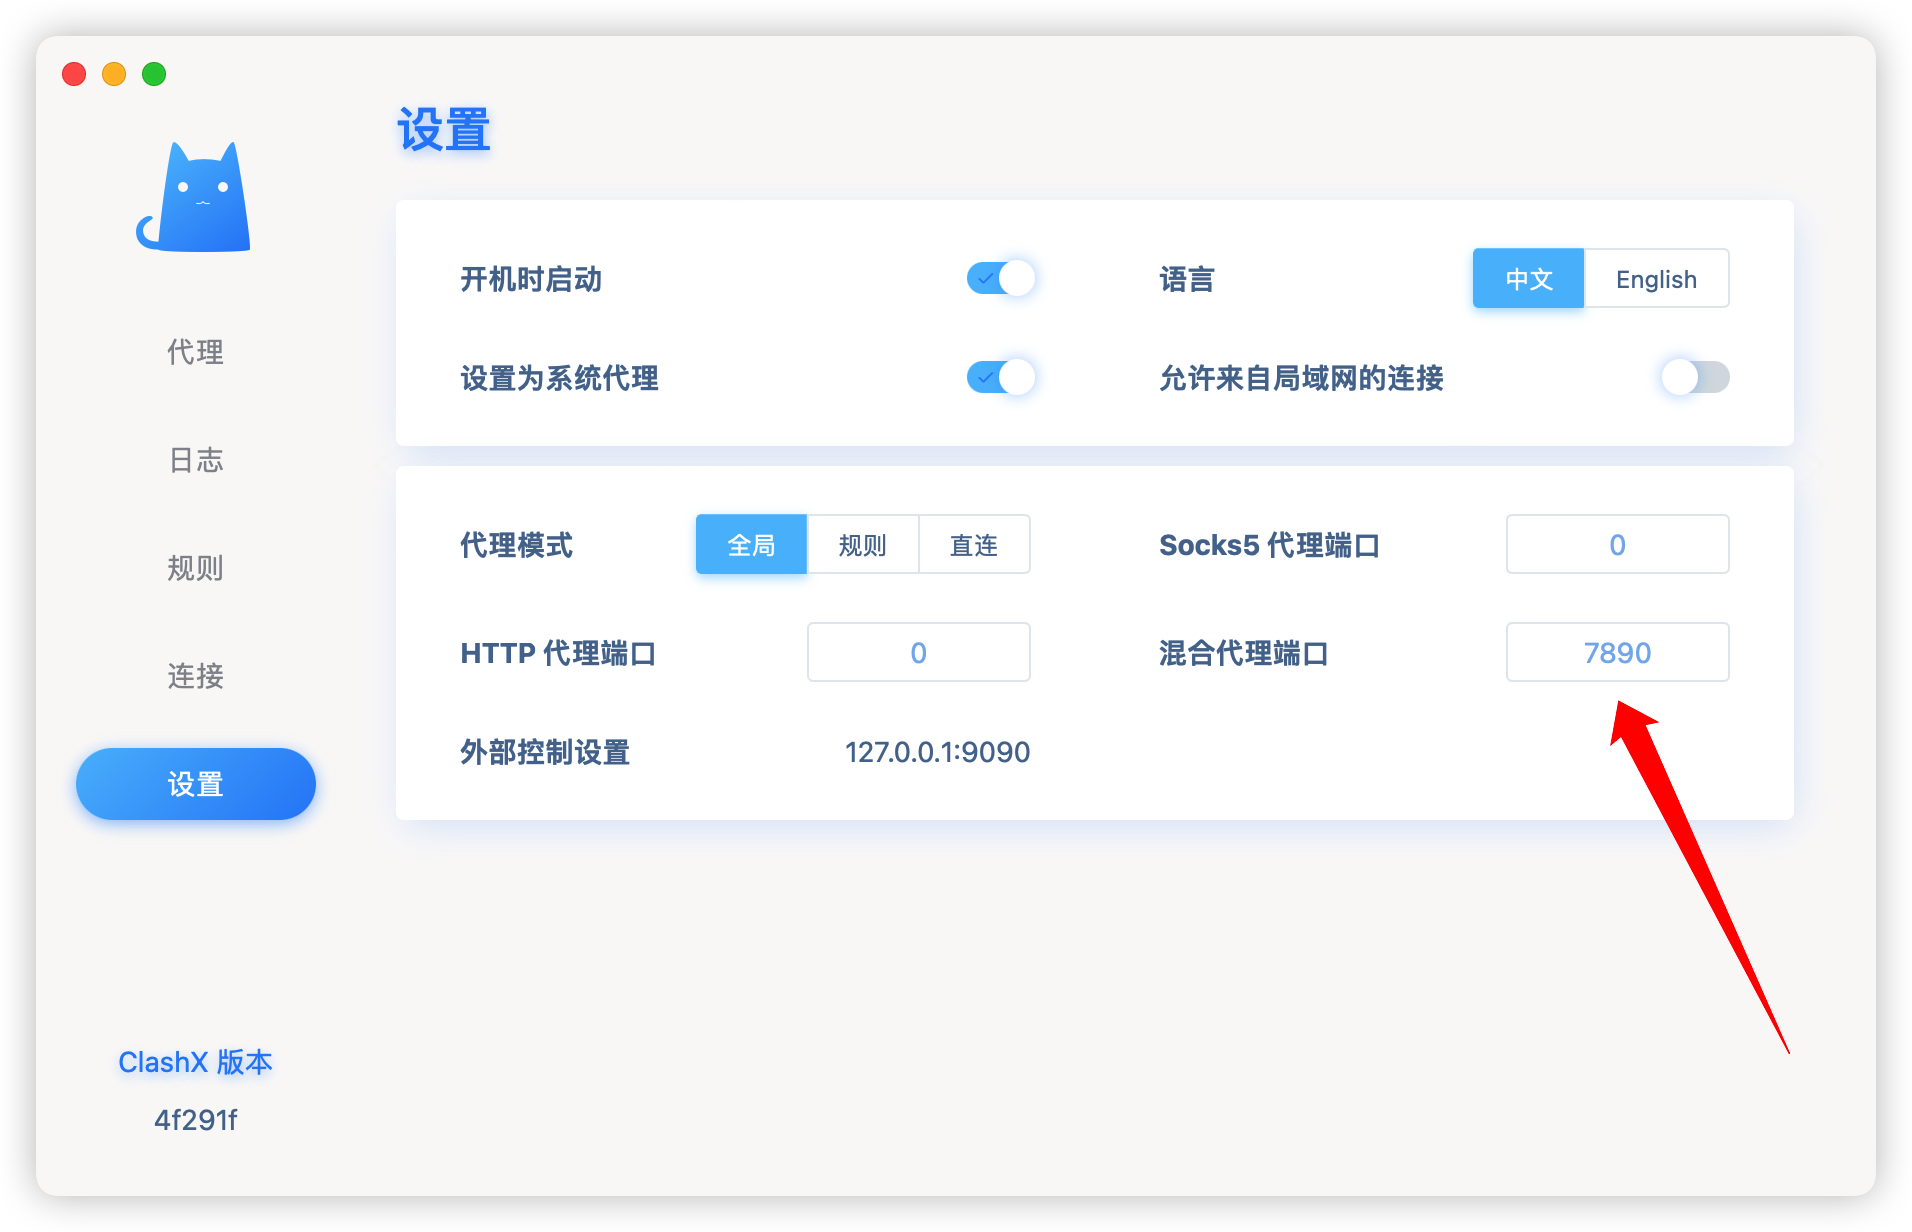 设置
代理
日志
规则
连接
设置
ClashX 版本
4f291f
开机时启动
语言 中文 English
设置为系统代理
允许来自局域网的连接
代理模式 全局 规则 直连
Socks5 代理端口 0
HTTP 代理端口 0
混合代理端口 7890
外部控制设置 127.0.0.1:9090